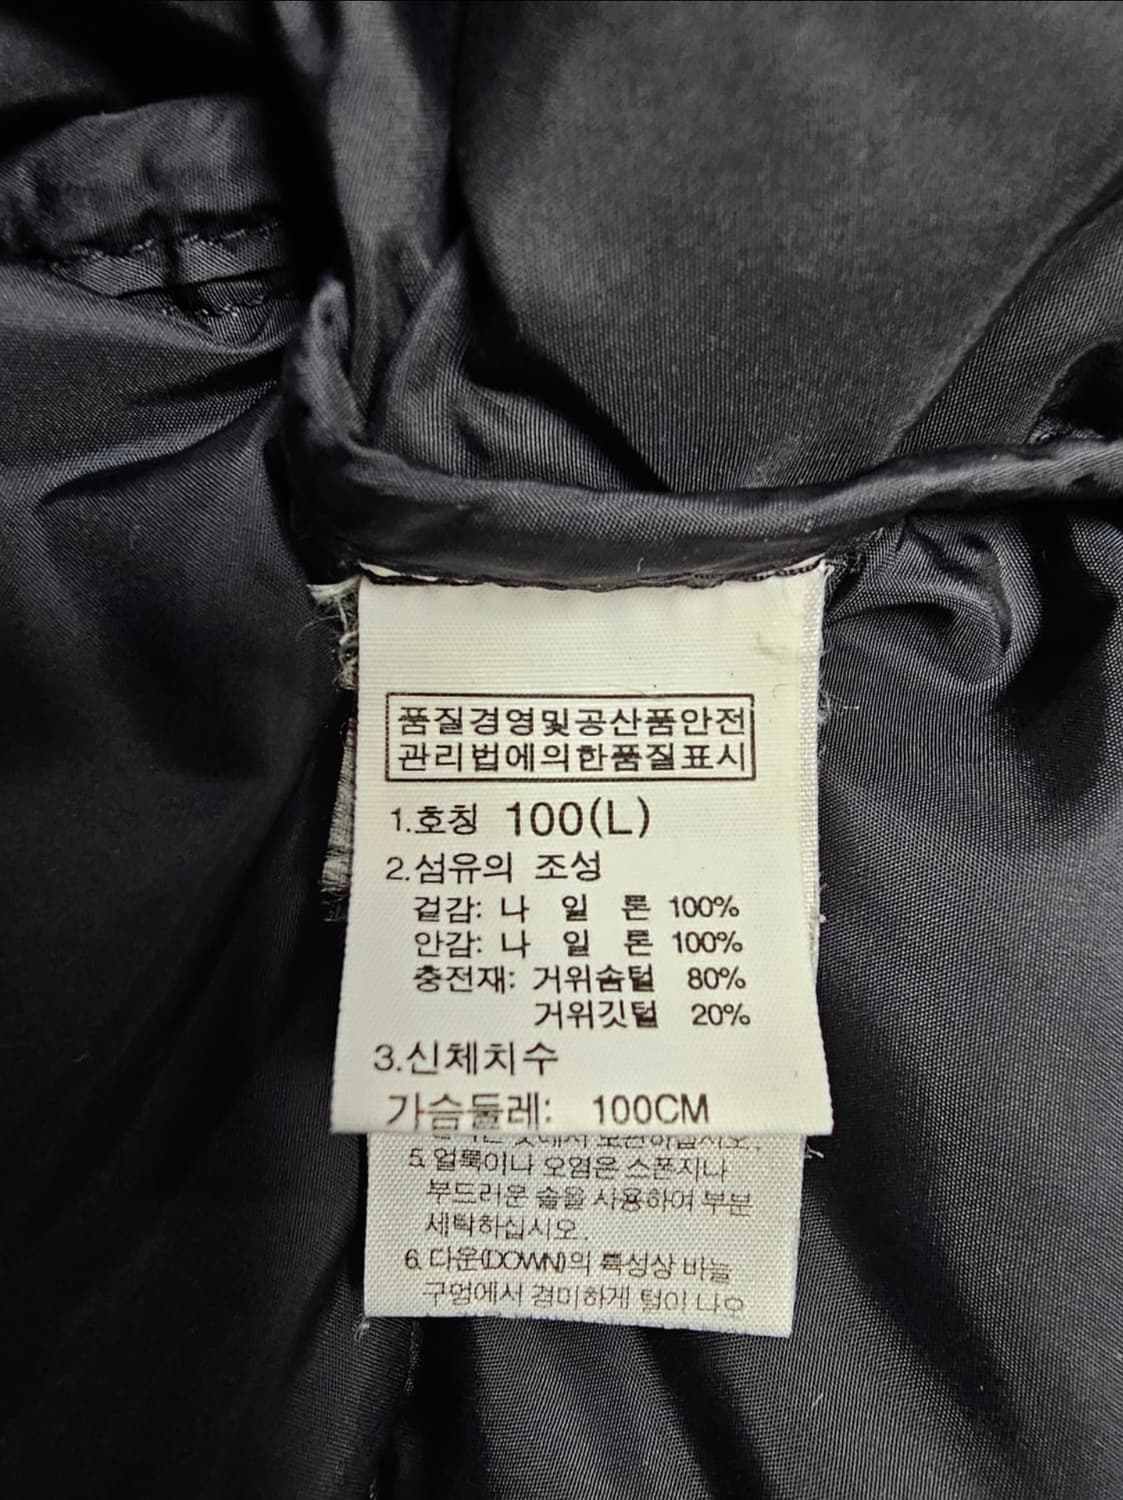 품질경영및공산품안전
관리법에의한품질표시
1.호칭 100(L)
2.섬유의 조성
겉감: 나 일 론 100%
안감: 나 일 론 100%
충전재: 거위솜털 80%
거위깃털 20%
3.신체치수
가슴둘레: 100CM
보관하십시오.
5. 얼룩이나 오염은 스폰지나
부드러운 솔을 사용하여 부분
세탁하십시오.
6. 다운(DOWN)의 특성상 바늘
구멍에서 경미하게 털이 나오